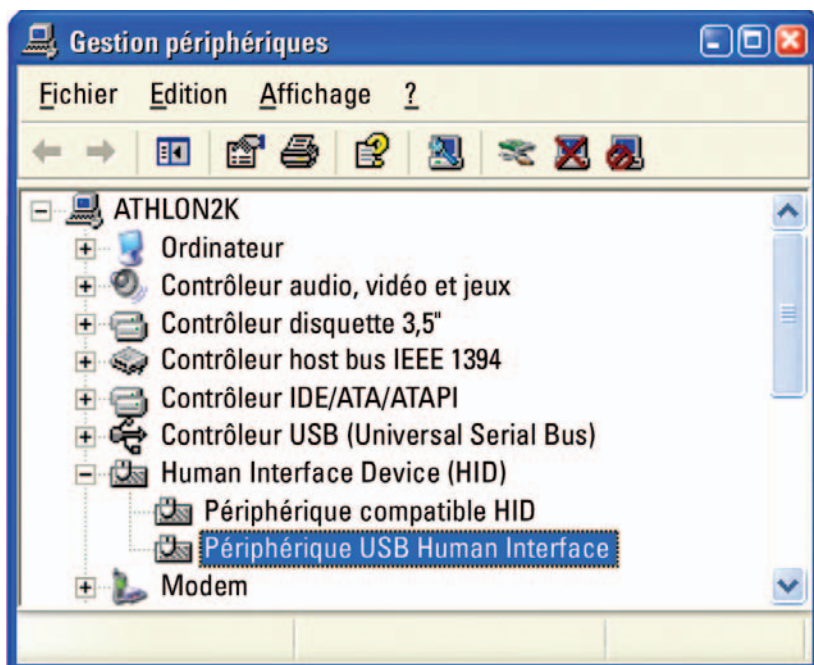 Gestion périphériques
Fichier Edition Affichage ?
ATHLON2K
Ordinateur
Contrôleur audio, vidéo et jeux
Contrôleur disquette 3,5"
Contrôleur host bus IEEE 1394
Contrôleur IDE/ATA/ATAPI
Contrôleur USB (Universal Serial Bus)
Human Interface Device (HID)
Périphérique compatible HID
Périphérique USB Human Interface
Modem